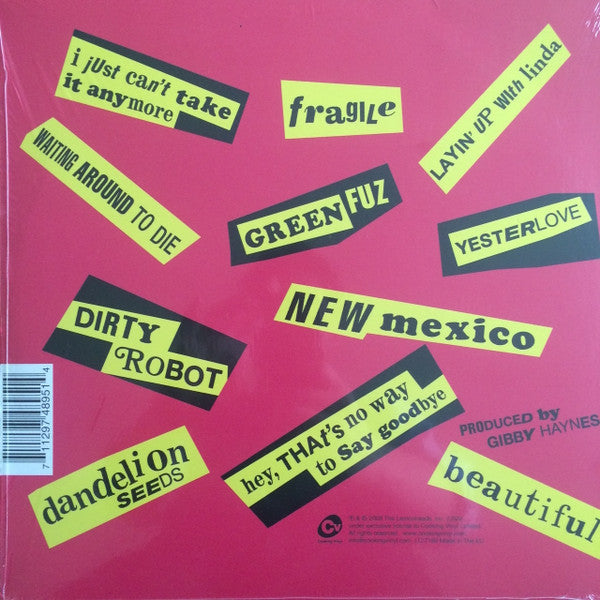 i just can't take
it anymore
fragile
LAYIN' UP WITH linda
WAITING AROUND TO DIE
GREEN FUZ
YESTERLOVE
DIRTY
ROBOT
NEW mexico
hey, THAt's no way
to say goodbye
PRODUCED by
GIBBY HAYNES
dandelion
SEEDS
beautiful
7 11297 48951 4
Cv